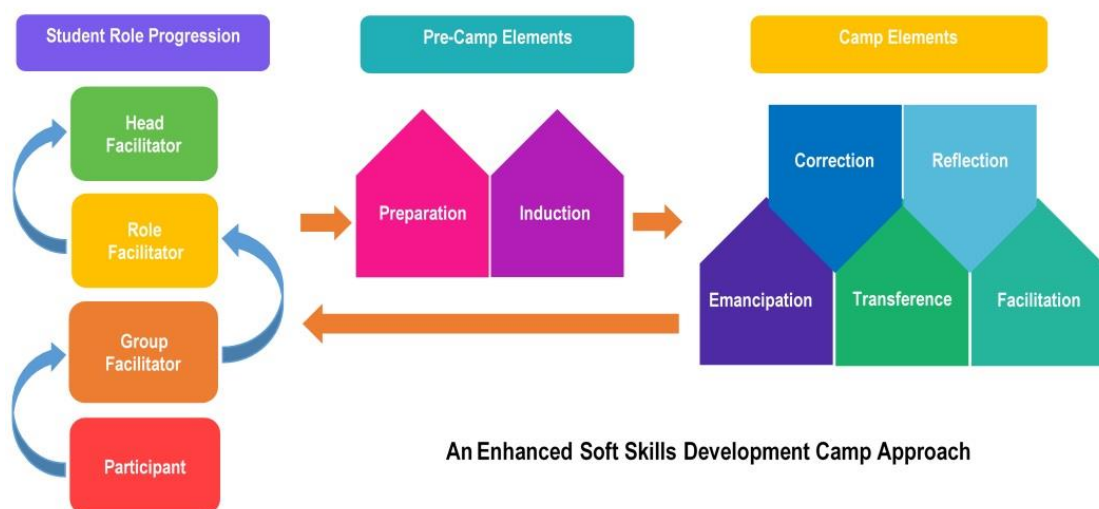 Student Role Progression
Pre-Camp Elements
Camp Elements
Head
Facilitator
Role
Facilitator
Group
Facilitator
Participant
Preparation
Induction
Correction
Reflection
Emancipation
Transference
Facilitation
An Enhanced Soft Skills Development Camp Approach